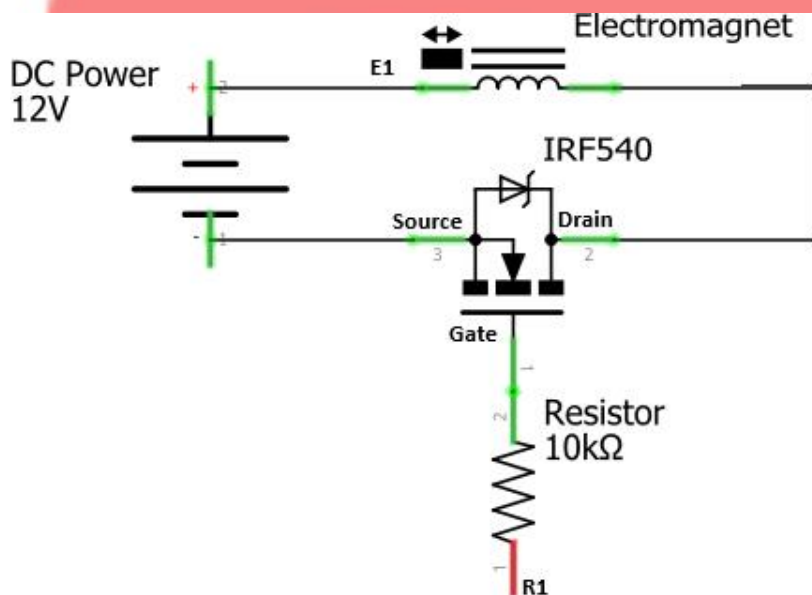 Electromagnet
DC Power
12V
E1
+
2
IRF540
Source
Drain
-
1
3
2
Gate
1
2
Resistor
10kΩ
1
R1